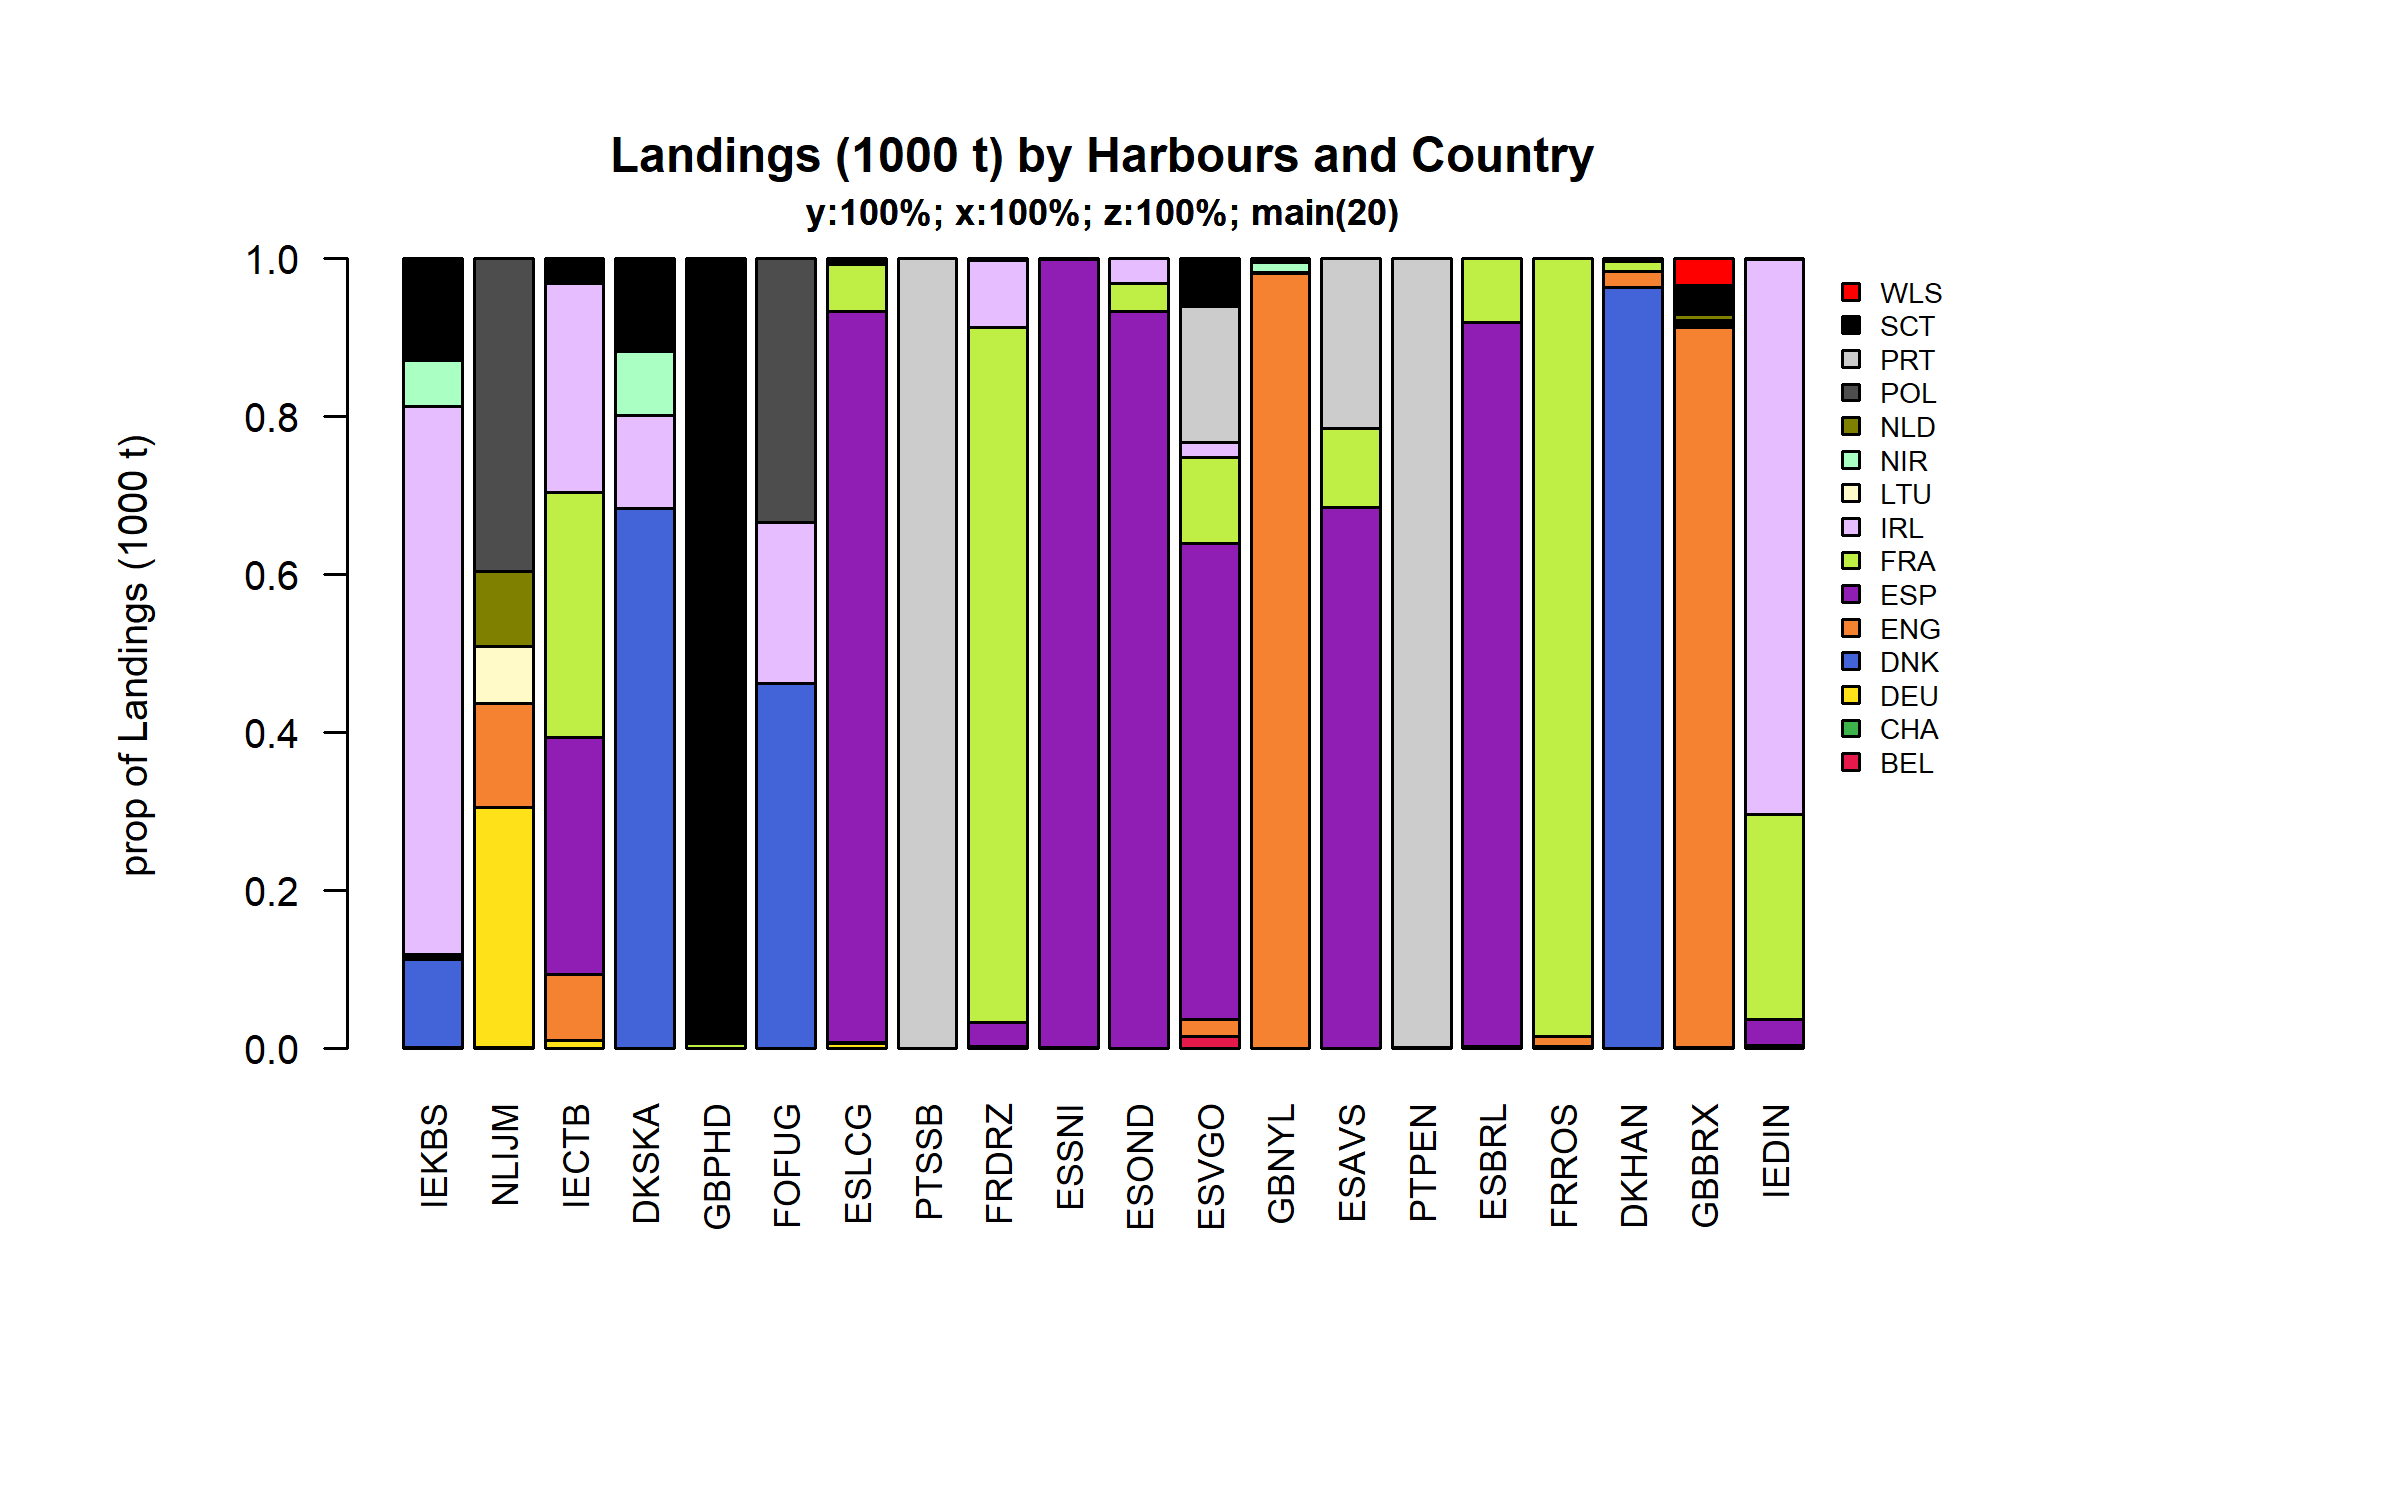 Landings (1000 t) by Harbours and Country
y:100%; x:100%; z:100%; main(20)
prop of Landings (1000 t)
1.0
0.8
0.6
0.4
0.2
0.0
IEKBS
NLIJM
IECTB
DKSKA
GBPHD
FOFUG
ESLCG
PTSSB
FRDRZ
ESSNI
ESOND
ESVGO
GBNYL
ESAVS
PTPEN
ESBRL
FRROS
DKHAN
GBBRX
IEDIN
WLS
SCT
PRT
POL
NLD
NIR
LTU
IRL
FRA
ESP
ENG
DNK
DEU
CHA
BEL